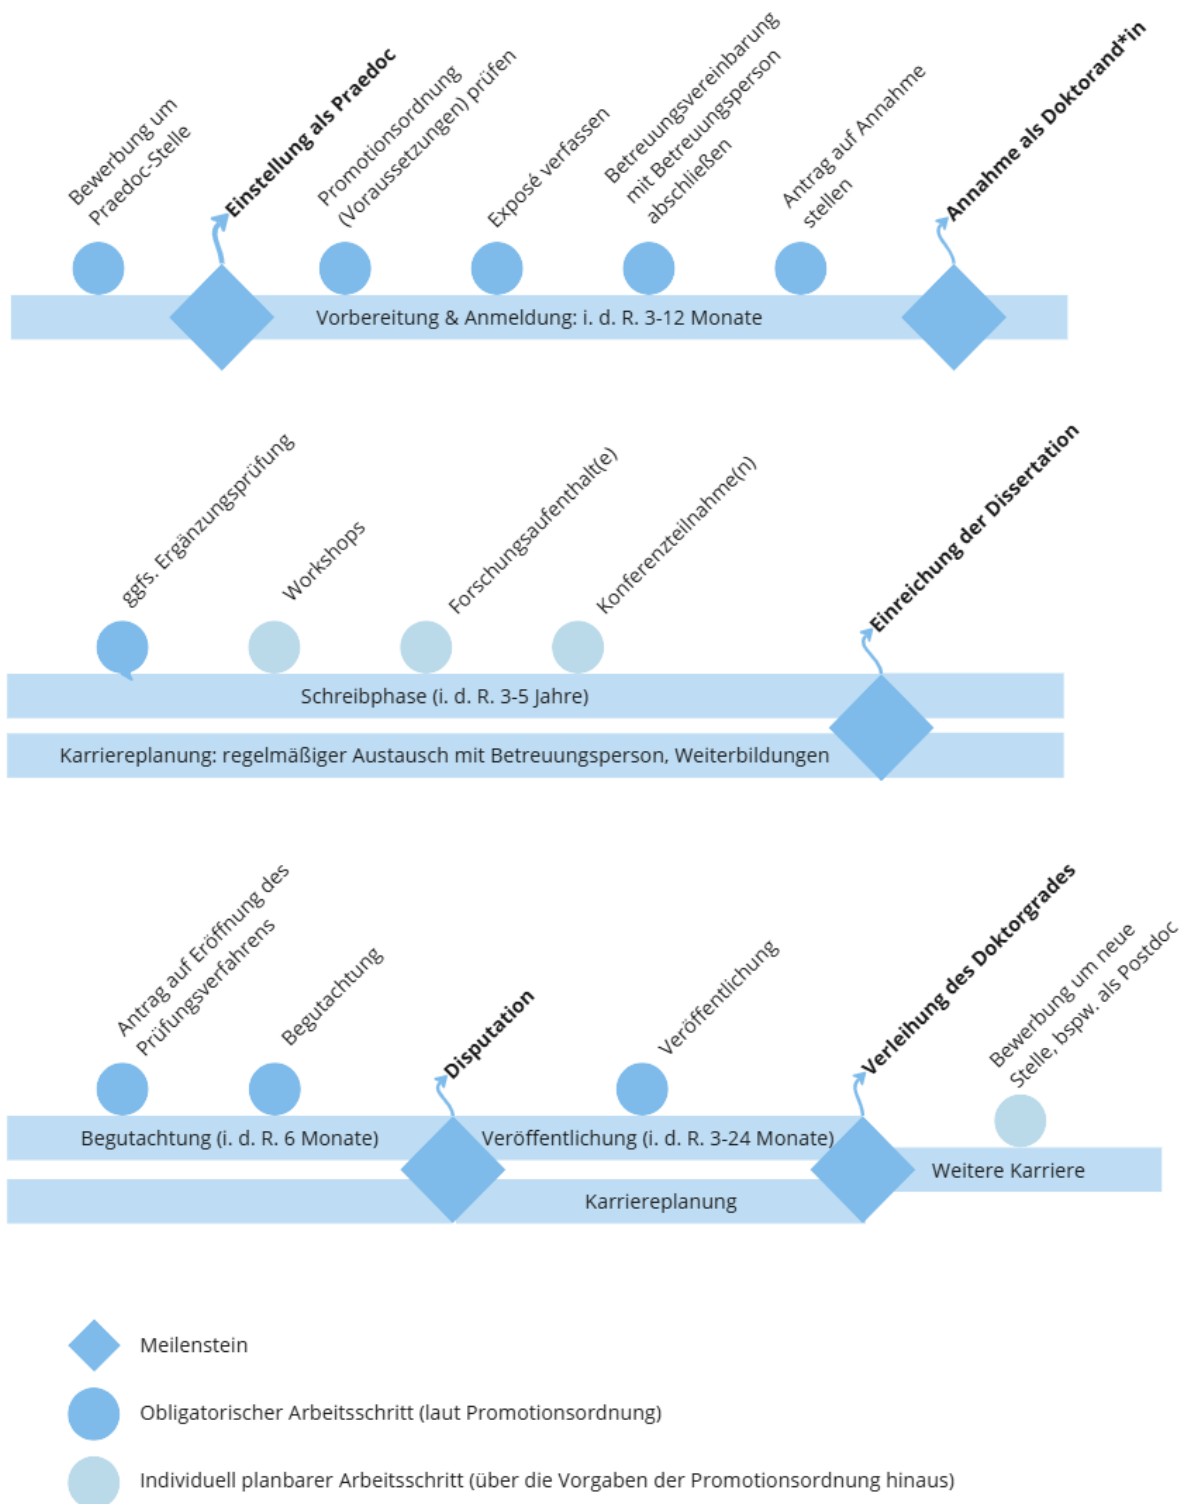 Bewerbung um
Praedoc-Stelle
Einstellung als Praedoc
Promotionsordnung
(Voraussetzungen) prüfen
Exposé verfassen
Betreuungsvereinbarung
mit Betreuungsperson
abschließen
Antrag auf Annahme
stellen
Annahme als Doktorand*in
Vorbereitung & Anmeldung: i. d. R. 3-12 Monate
ggfs. Ergänzungsprüfung
Workshops
Forschungsaufenthalt(e)
Konferenzteilnahme(n)
Einreichung der Dissertation
Schreibphase (i. d. R. 3-5 Jahre)
Karriereplanung: regelmäßiger Austausch mit Betreuungsperson, Weiterbildungen
Antrag auf Eröffnung des
Prüfungsverfahrens
Begutachtung
Disputation
Veröffentlichung
Verleihung des Doktorgrades
Bewerbung um neue
Stelle, bspw. als Postdoc
Begutachtung (i. d. R. 6 Monate)
Veröffentlichung (i. d. R. 3-24 Monate)
Weitere Karriere
Karriereplanung
Meilenstein
Obligatorischer Arbeitsschritt (laut Promotionsordnung)
Individuell planbarer Arbeitsschritt (über die Vorgaben der Promotionsordnung hinaus)